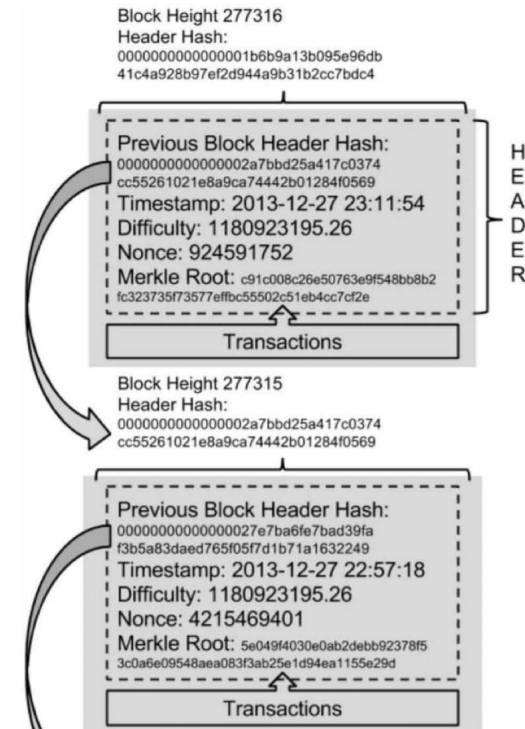 Block Height 277316
Header Hash:
0000000000000001b6b9a13b095e96db
41c4a928b97ef2d944a9b31b2cc7bdc4
Previous Block Header Hash:
0000000000000002a7bbd25a417c0374
cc55261021e8a9ca74442b01284f0569
Timestamp: 2013-12-27 23:11:54
Difficulty: 1180923195.26
Nonce: 924591752
Merkle Root: c91c008c26e50763e9f548bb8b2
fc323735f73577effbc55502c51eb4cc7cf2e
Transactions
HEADER
Block Height 277315
Header Hash:
0000000000000002a7bbd25a417c0374
cc55261021e8a9ca74442b01284f0569
Previous Block Header Hash:
00000000000000027e7ba6fe7bad39fa
f3b5a83daed765f05f7d1b71a1632249
Timestamp: 2013-12-27 22:57:18
Difficulty: 1180923195.26
Nonce: 4215469401
Merkle Root: 5e049f4030e0ab2debb92378f5
3c0a6e09548aea083f3ab25e1d94ea1155e29d
Transactions